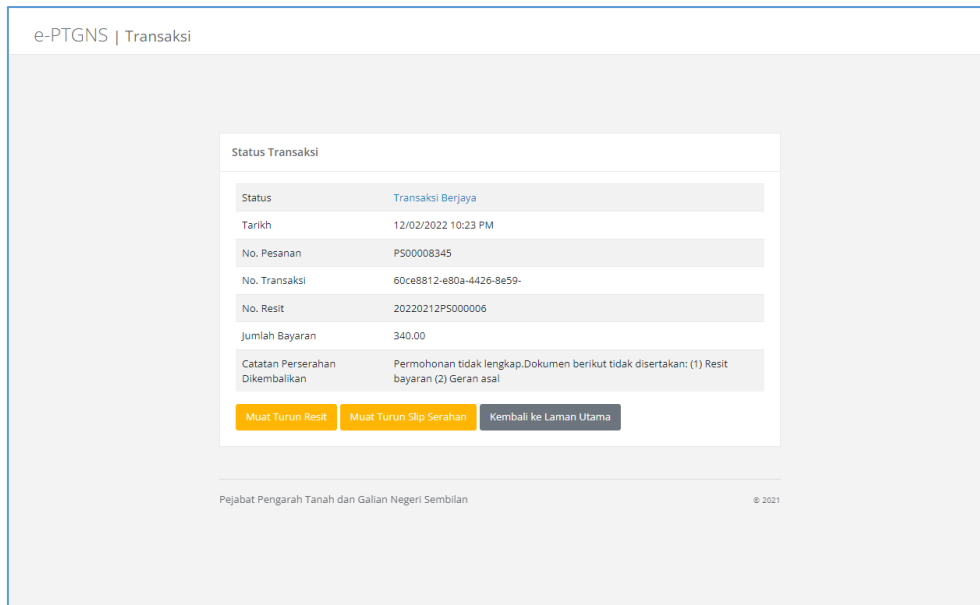 e-PTGNS | Transaksi
Status Transaksi
Status Transaksi Berjaya
Tarikh 12/02/2022 10:23 PM
No. Pesanan PS00008345
No. Transaksi 60ce8812-e80a-4426-8e59-
No. Resit 20220212PS000006
Jumlah Bayaran 340.00
Catatan Perserahan Dikembalikan Permohonan tidak lengkap.Dokumen berikut tidak disertakan: (1) Resit
bayaran (2) Geran asal
Muat Turun Resit Muat Turun Slip Serahan Kembali ke Laman Utama
Pejabat Pengarah Tanah dan Galian Negeri Sembilan © 2021